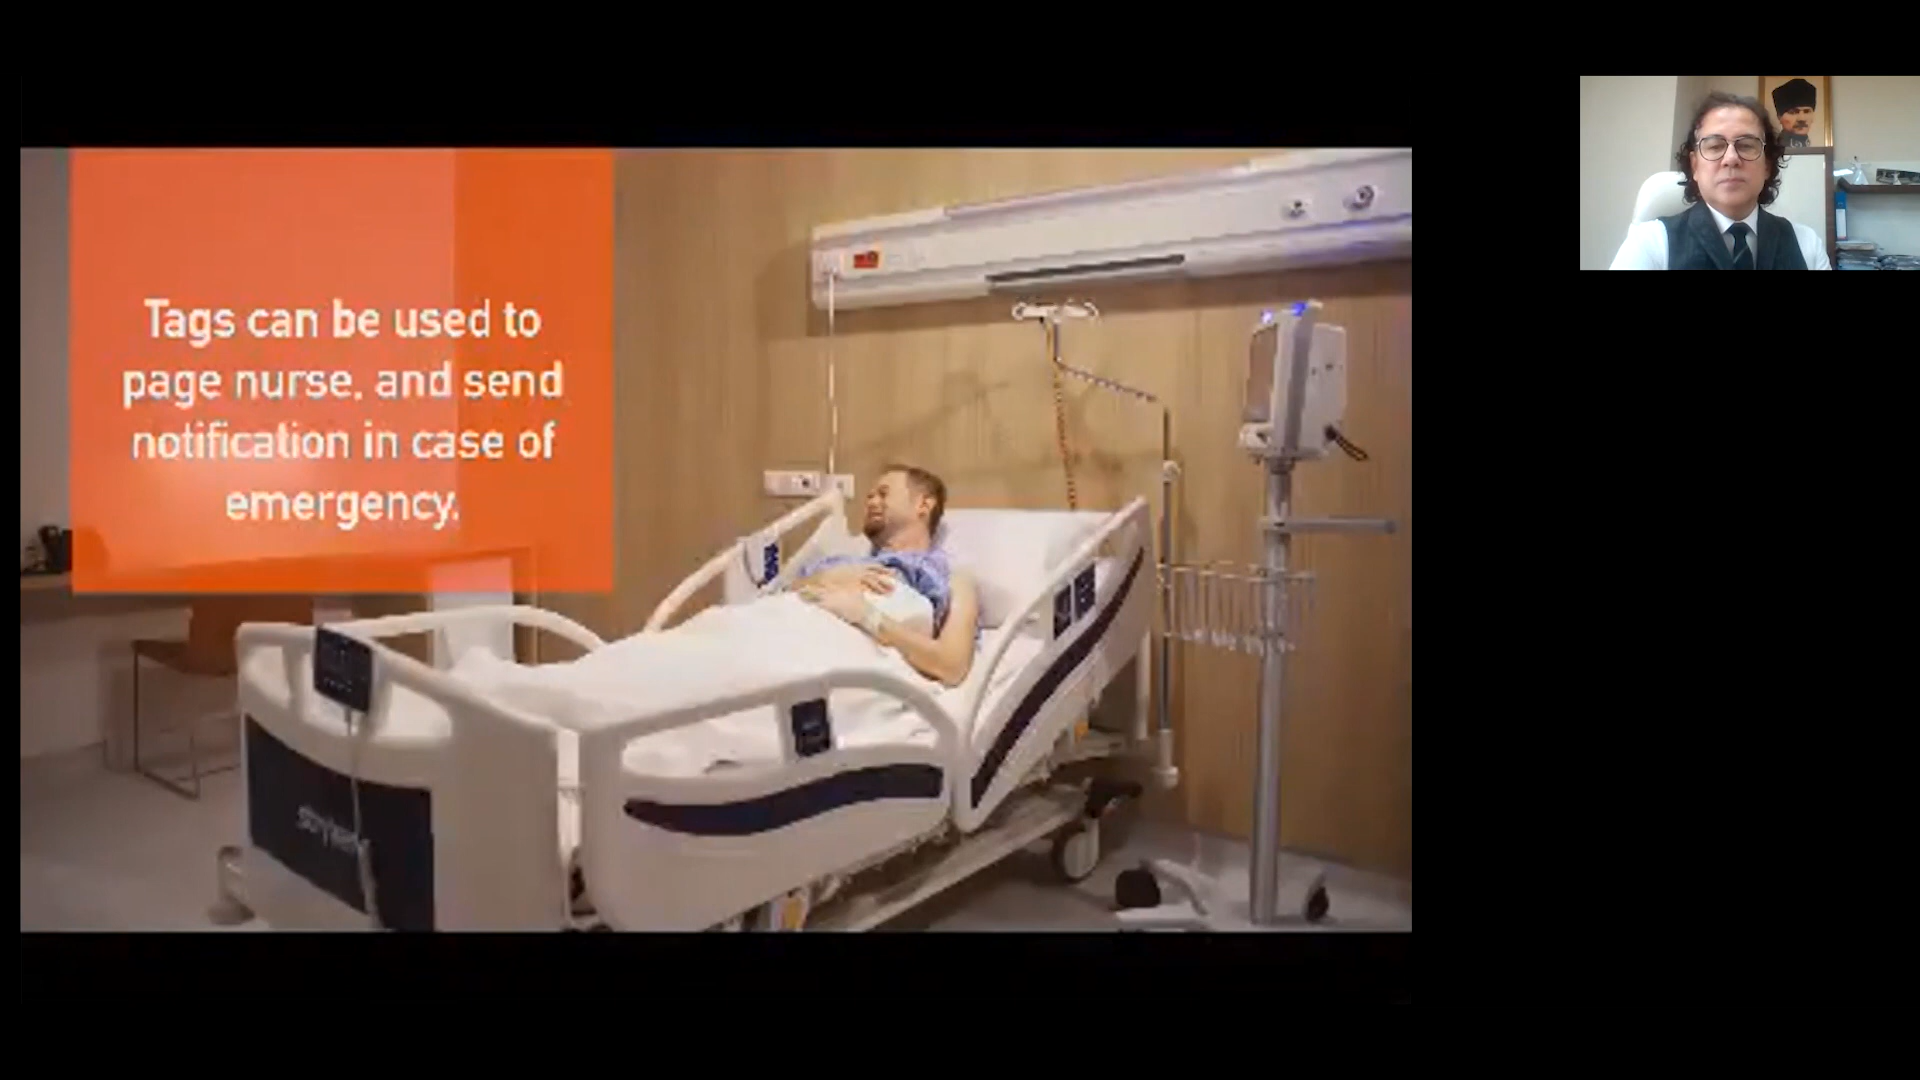 Tags can be used to
page nurse, and send
notification in case of
emergency.